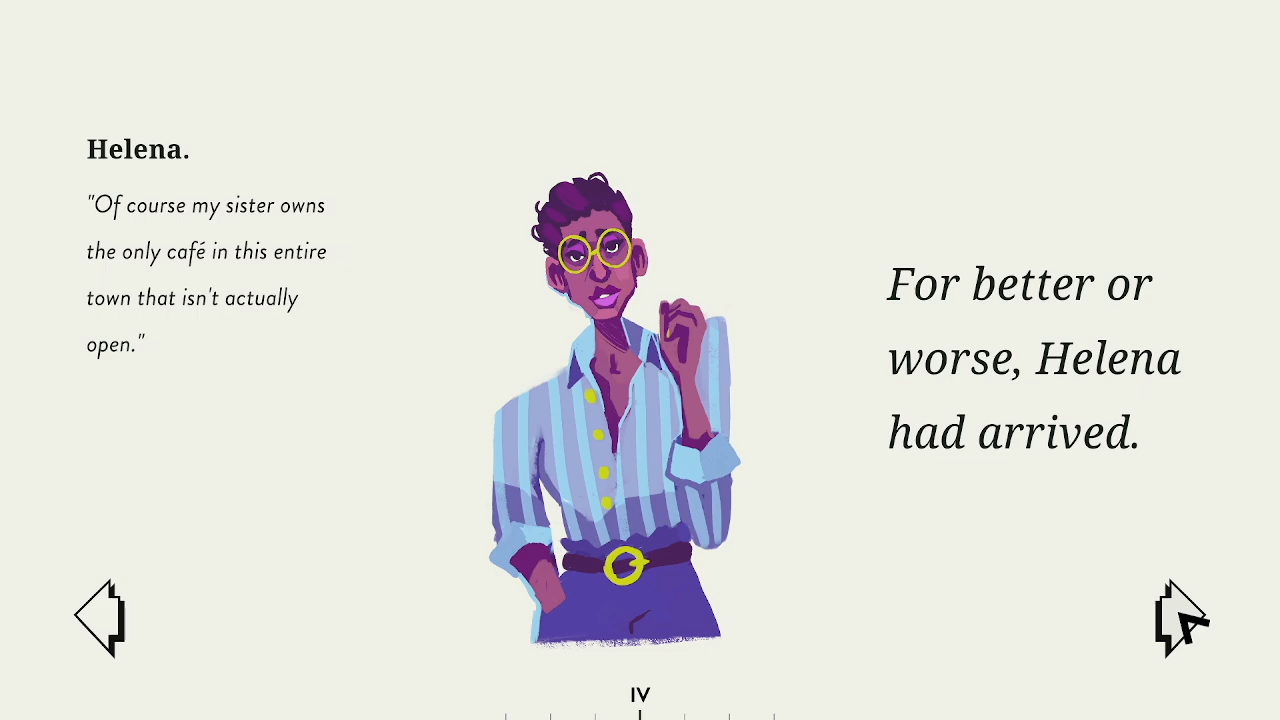 Helena.
"Of course my sister owns
the only café in this entire
town that isn't actually
open."
For better or
worse, Helena
had arrived.
IV